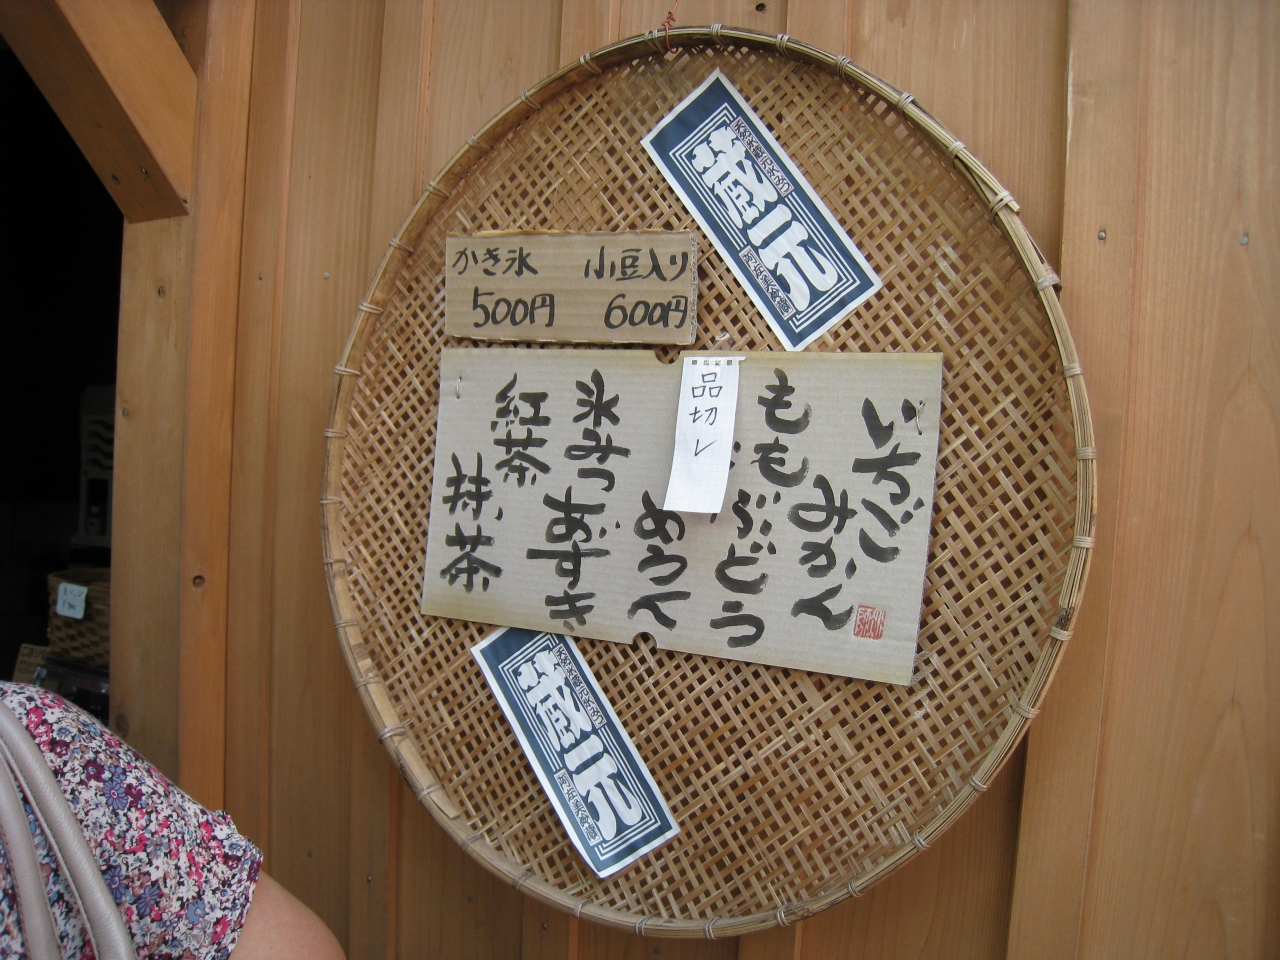 かき氷 小豆入り
500円 600円
いちご
みかん
もも
ぶどう
品切レ
めうへ
氷みつ
あずき
紅茶
抹茶
蔵元
蔵元